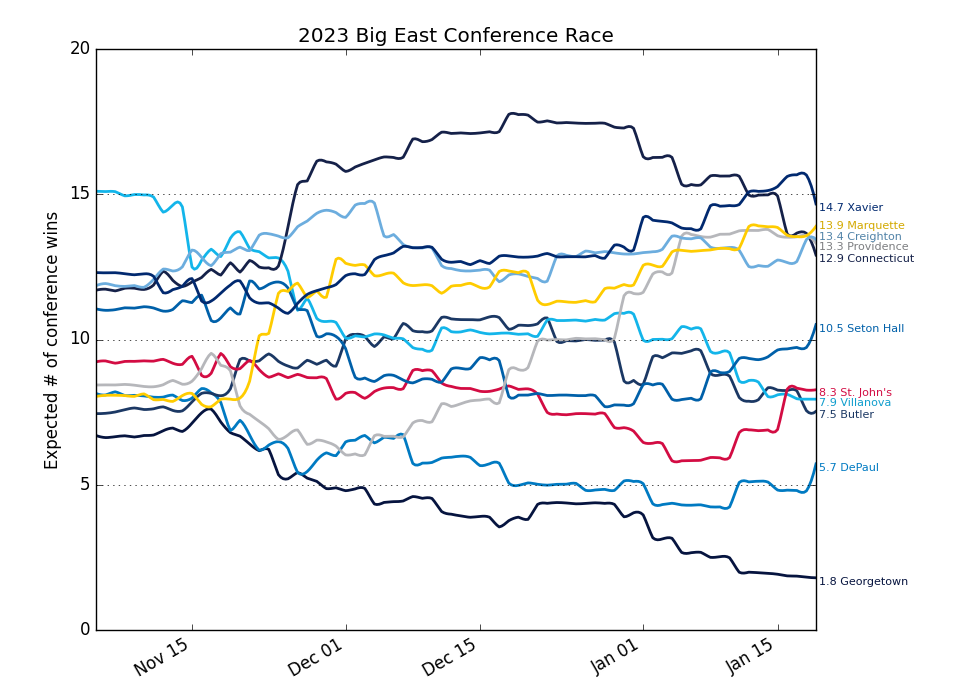 2023 Big East Conference Race
Expected # of conference wins
20
15
10
5
0
Nov 15
Dec 01
Dec 15
Jan 01
Jan 15
14.7 Xavier
13.9 Marquette
13.4 Creighton
13.3 Providence
12.9 Connecticut
10.5 Seton Hall
8.3 St. John's
7.9 Villanova
7.5 Butler
5.7 DePaul
1.8 Georgetown